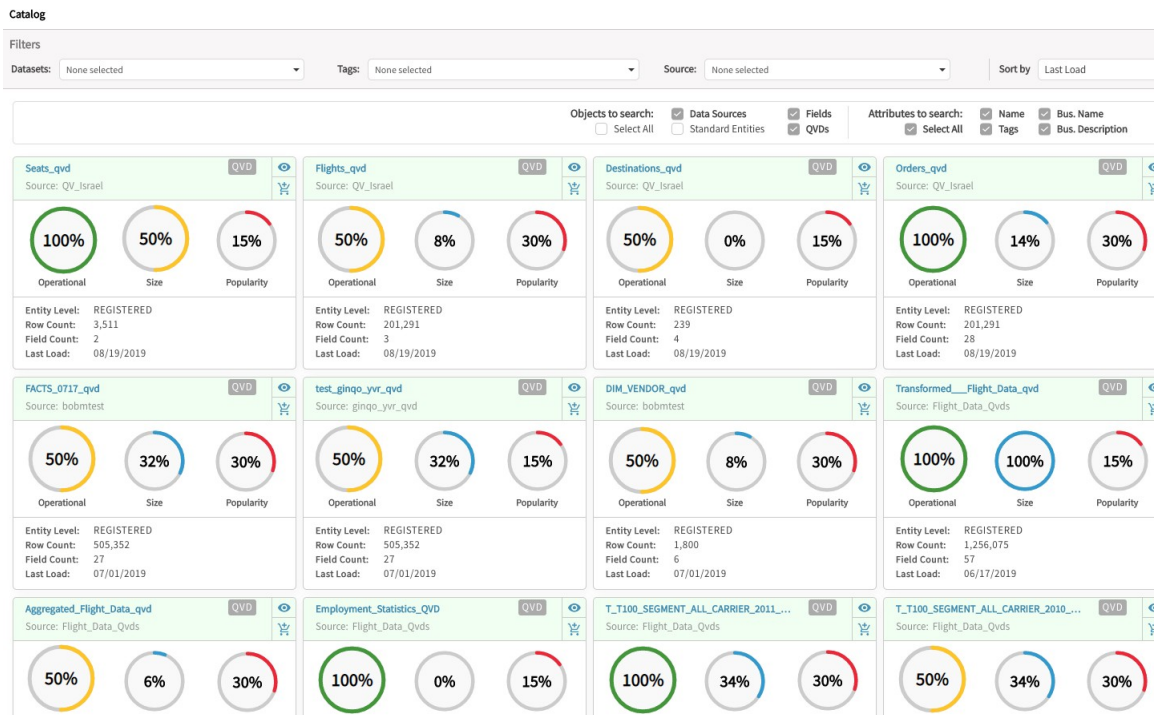 Catalog
Filters
Datasets: None selected Tags: None selected Source: None selected Sort by Last Load
Objects to search: Data Sources Fields Attributes to search: Name Bus. Name
Select All Standard Entities QVDs Select All Tags Bus. Description
Seats_qvd QVD Flights_qvd QVD Destinations_qvd QVD Orders_qvd QVD
Source: QV_Israel Source: QV_Israel Source: QV_Israel Source: QV_Israel
100% 50% 15% 50% 8% 30% 50% 0% 15% 100% 14% 30%
Operational Size Popularity Operational Size Popularity Operational Size Popularity Operational Size Popularity
Entity Level: REGISTERED Entity Level: REGISTERED Entity Level: REGISTERED Entity Level: REGISTERED
Row Count: 3,511 Row Count: 201,291 Row Count: 239 Row Count: 201,291
Field Count: 2 Field Count: 3 Field Count: 4 Field Count: 28
Last Load: 08/19/2019 Last Load: 08/19/2019 Last Load: 08/19/2019 Last Load: 08/19/2019
FACTS_0717_qvd QVD test_ginqo_yvr_qvd QVD DIM_VENDOR_qvd QVD Transformed___Flight_Data_qvd QVD
Source: bobmtest Source: ginqo_yvr_qvd Source: bobmtest Source: Flight_Data_Qvds
50% 32% 30% 50% 32% 15% 50% 8% 30% 100% 100% 15%
Operational Size Popularity Operational Size Popularity Operational Size Popularity Operational Size Popularity
Entity Level: REGISTERED Entity Level: REGISTERED Entity Level: REGISTERED Entity Level: REGISTERED
Row Count: 505,352 Row Count: 505,352 Row Count: 1,800 Row Count: 1,256,075
Field Count: 27 Field Count: 27 Field Count: 6 Field Count: 57
Last Load: 07/01/2019 Last Load: 07/01/2019 Last Load: 07/01/2019 Last Load: 06/17/2019
Aggregated_Flight_Data_qvd QVD Employment_Statistics_QVD QVD T_T100_SEGMENT_ALL_CARRIER_2011_... QVD T_T100_SEGMENT_ALL_CARRIER_2010_... QVD
Source: Flight_Data_Qvds Source: Flight_Data_Qvds Source: Flight_Data_Qvds Source: Flight_Data_Qvds
50% 6% 30% 100% 0% 15% 100% 34% 30% 50% 34% 30%